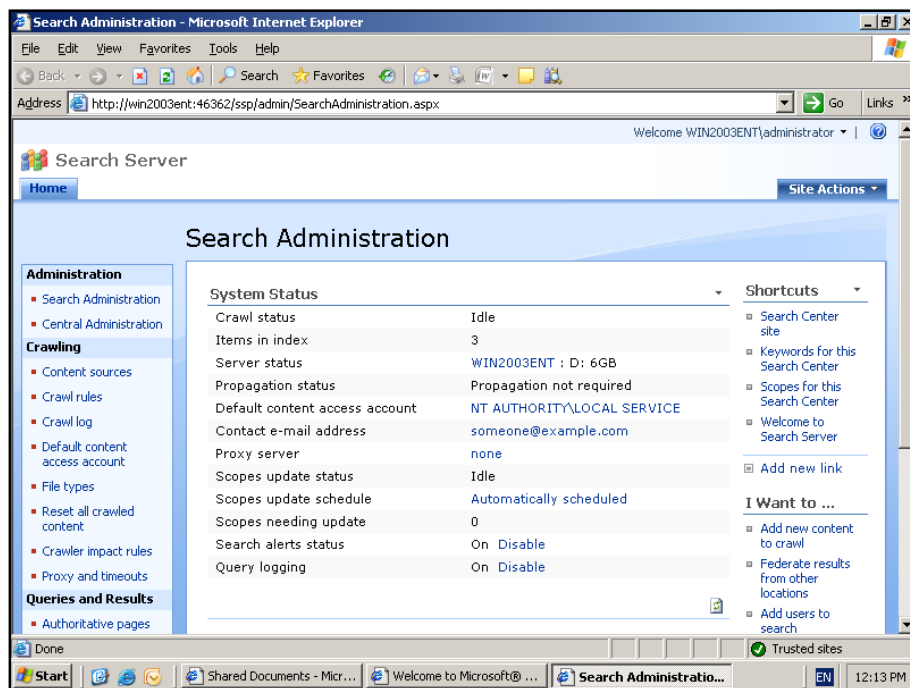 Search Administration - Microsoft Internet Explorer
File Edit View Favorites Tools Help
Back Search Favorites
Address http://win2003ent:46362/ssp/admin/SearchAdministration.aspx Go Links »
Welcome WIN2003ENT\administrator |
Search Server
Home Site Actions
Search Administration
Administration
Search Administration
Central Administration
Crawling
Content sources
Crawl rules
Crawl log
Default content
access account
File types
Reset all crawled
content
Crawler impact rules
Proxy and timeouts
Queries and Results
Authoritative pages
System Status
Crawl status Idle
Items in index 3
Server status WIN2003ENT : D: 6GB
Propagation status Propagation not required
Default content access account NT AUTHORITY\LOCAL SERVICE
Contact e-mail address someone@example.com
Proxy server none
Scopes update status Idle
Scopes update schedule Automatically scheduled
Scopes needing update 0
Search alerts status On Disable
Query logging On Disable
Shortcuts
Search Center
site
Keywords for this
Search Center
Scopes for this
Search Center
Welcome to
Search Server
Add new link
I Want to ...
Add new content
to crawl
Federate results
from other
locations
Add users to
search
Done Trusted sites
Start Shared Documents - Micr... Welcome to Microsoft® ... Search Administratio... EN 12:13 PM